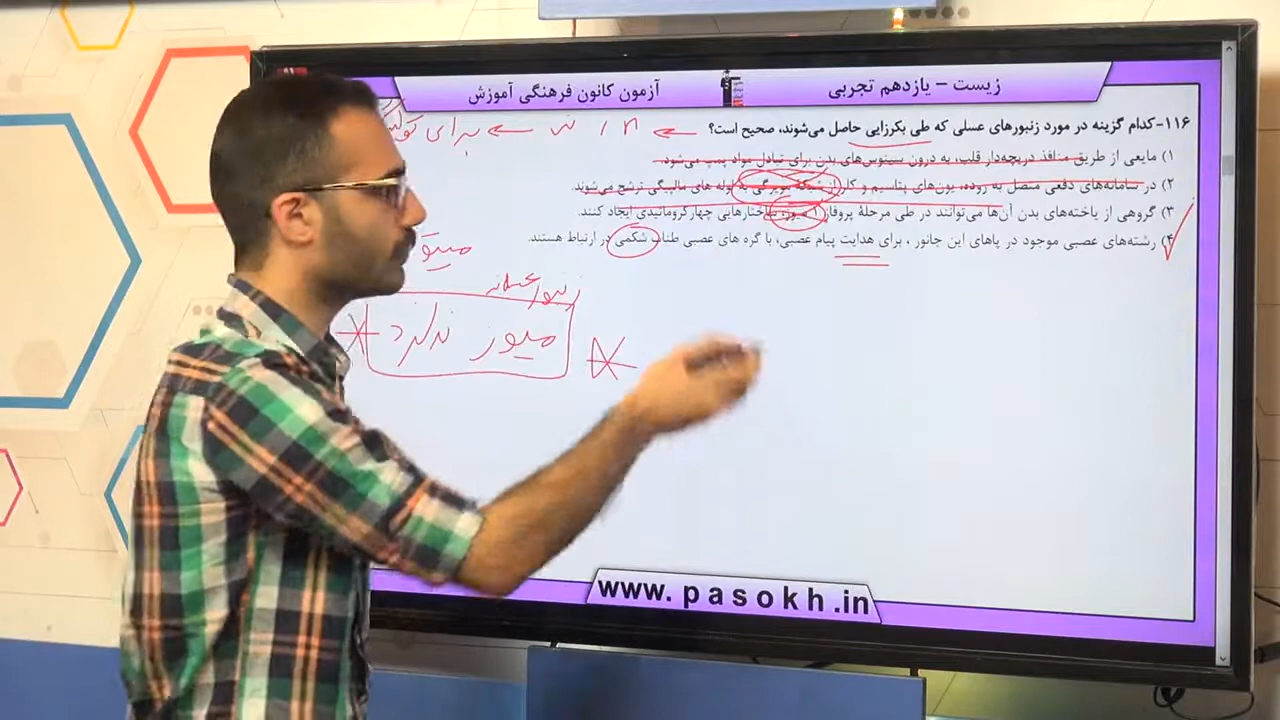 زیست – یازدهم تجربی
آزمون کانون فرهنگی آموزش
۱۱۶-کدام گزینه در مورد زنبورهای عسلی که طی بکرزایی حاصل می‌شوند، صحیح است؟
n ، نر ← برای
۱) مایعی از طریق منافذ دریچه‌دار قلب، به درون سینوس‌های بدن برای تبادل مواد پمپ می‌شود.
۲) در سامانه‌های دفعی متصل به روده، یون‌های پتاسیم و کلر از شبکه مویرگی به لوله های مالپیگی ترشح می‌شوند.
۳) گروهی از یاخته‌های بدن آن‌ها می‌توانند در طی مرحلهٔ پروفاز ۱ میوز، ساختارهایی چهارکروماتیدی ایجاد کنند.
۴) رشته‌های عصبی موجود در پاهای این جانور ، برای هدایت پیام عصبی، با گره های عصبی طناب شکمی در ارتباط هستند.
زنبور عسل نر
میوز ندارد
www.pasokh.in